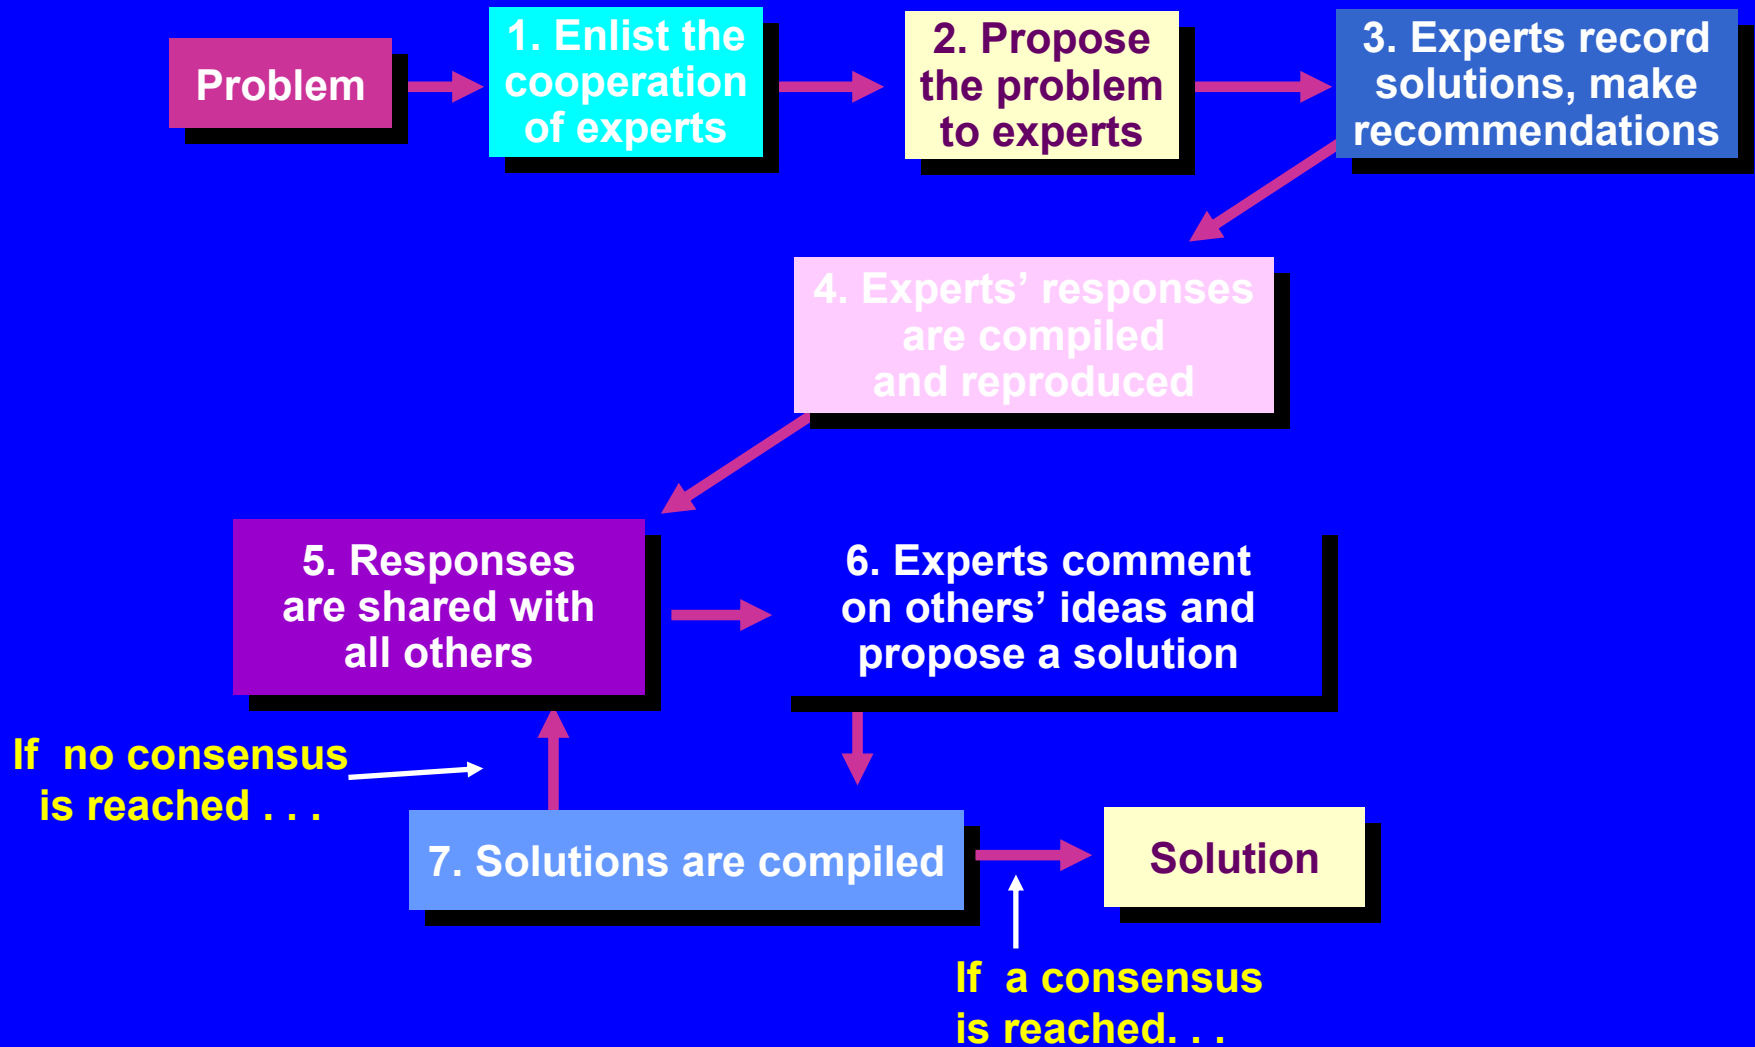 Problem
1. Enlist the
cooperation
of experts
2. Propose
the problem
to experts
3. Experts record
solutions, make
recommendations
4. Experts’ responses
are compiled
and reproduced
5. Responses
are shared with
all others
6. Experts comment
on others’ ideas and
propose a solution
If no consensus
is reached . . .
7. Solutions are compiled
Solution
If a consensus
is reached. . .